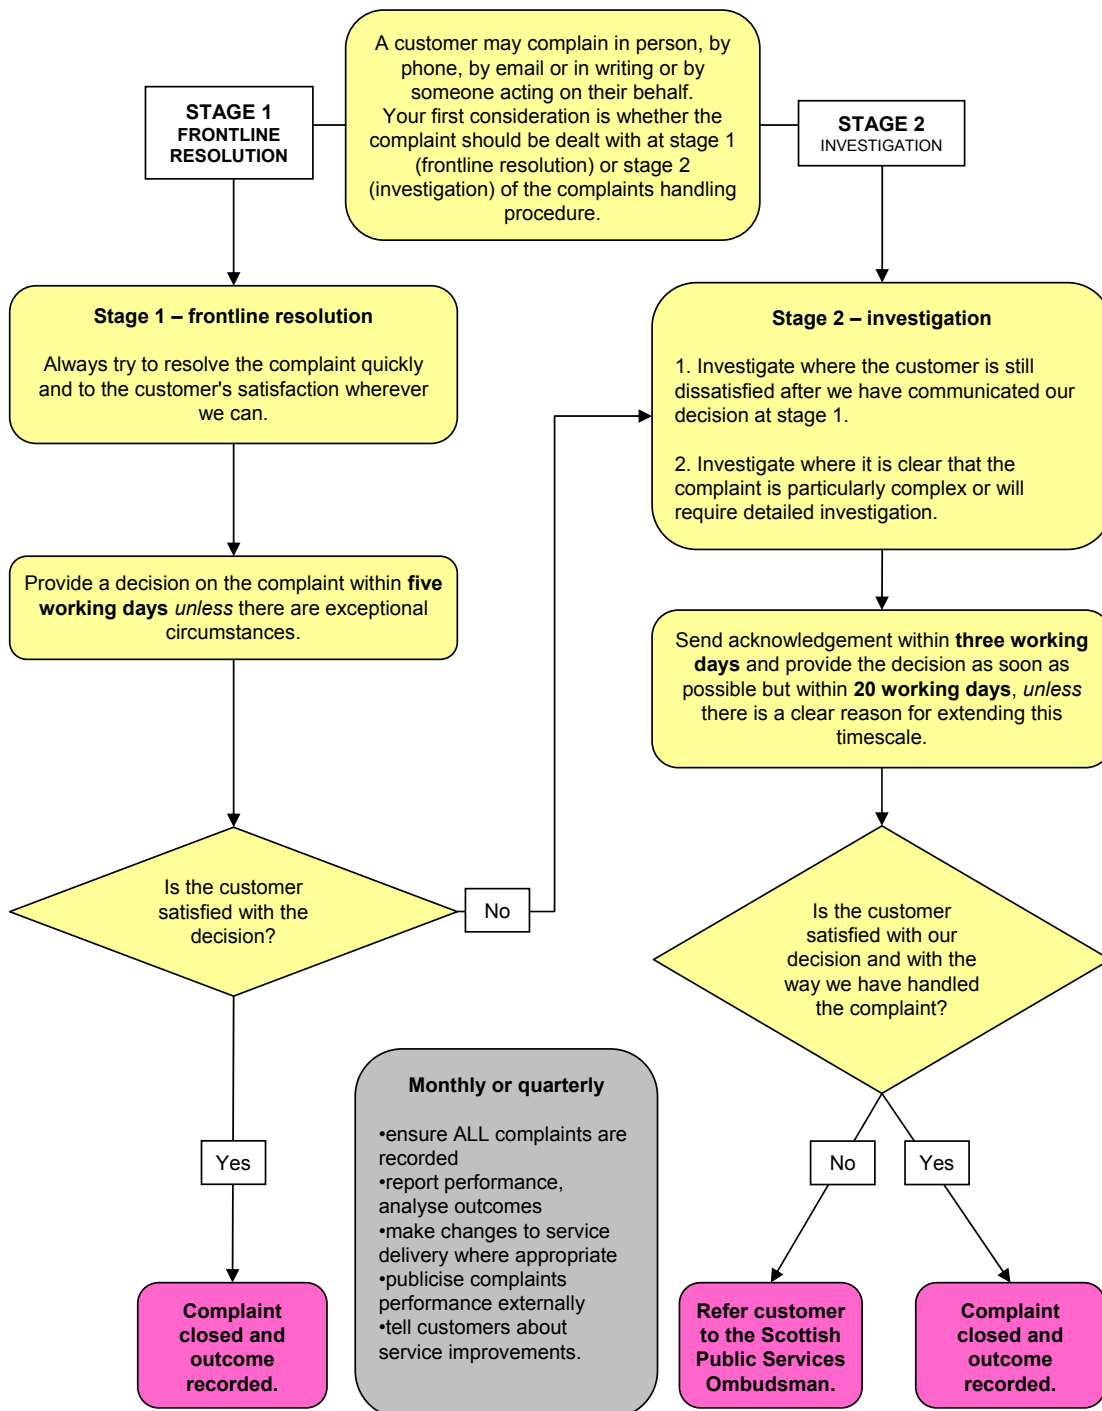 A customer may complain in person, by
phone, by email or in writing or by
someone acting on their behalf.
Your first consideration is whether the
complaint should be dealt with at stage 1
(frontline resolution) or stage 2
(investigation) of the complaints handling
procedure.
STAGE 1
FRONTLINE
RESOLUTION
STAGE 2
INVESTIGATION
Stage 1 – frontline resolution
Always try to resolve the complaint quickly
and to the customer's satisfaction wherever
we can.
Provide a decision on the complaint within five
working days unless there are exceptional
circumstances.
Is the customer
satisfied with the
decision?
No
Yes
Complaint
closed and
outcome
recorded.
Stage 2 – investigation
1. Investigate where the customer is still
dissatisfied after we have communicated our
decision at stage 1.
2. Investigate where it is clear that the
complaint is particularly complex or will
require detailed investigation.
Send acknowledgement within three working
days and provide the decision as soon as
possible but within 20 working days, unless
there is a clear reason for extending this
timescale.
Is the customer
satisfied with our
decision and with the
way we have handled
the complaint?
No
Yes
Refer customer
to the Scottish
Public Services
Ombudsman.
Complaint
closed and
outcome
recorded.
Monthly or quarterly
•ensure ALL complaints are
recorded
•report performance,
analyse outcomes
•make changes to service
delivery where appropriate
•publicise complaints
performance externally
•tell customers about
service improvements.